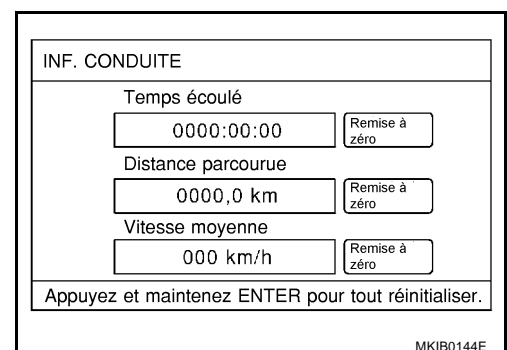 INF. CONDUITE
Temps écoulé
0000:00:00
Remise à
zéro
Distance parcourue
0000,0 km
Remise à
zéro
Vitesse moyenne
000 km/h
Remise à
zéro
Appuyez et maintenez ENTER pour tout réinitialiser.
MKIB0144E